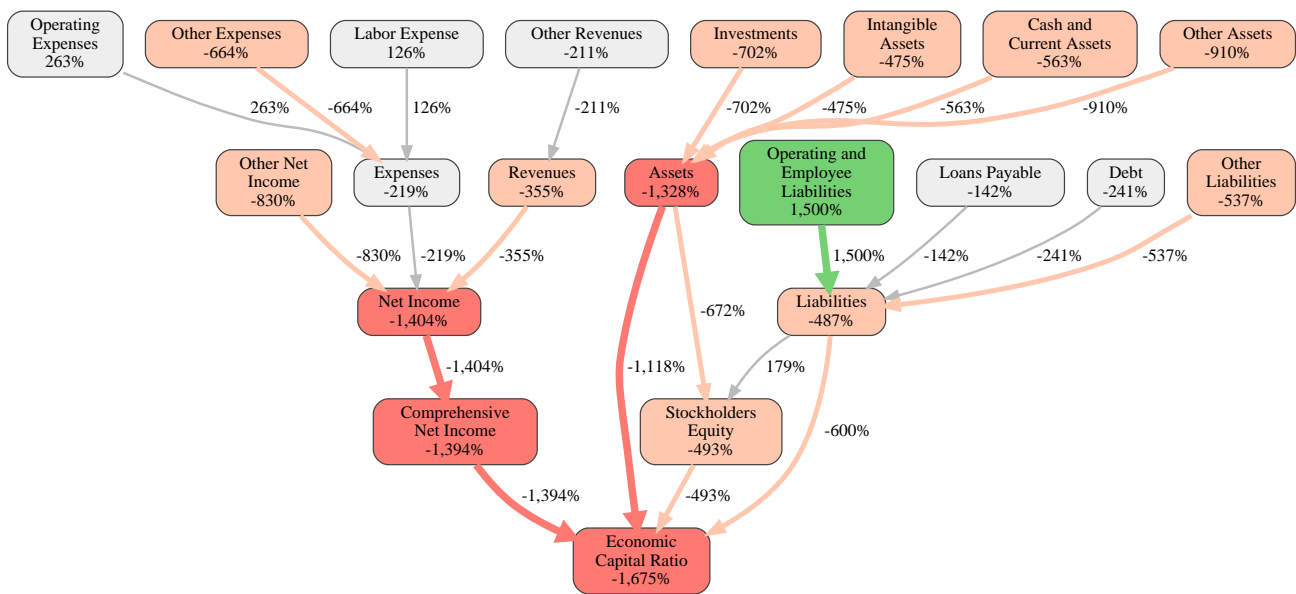 Operating
Expenses
263%
Other Expenses
-664%
Labor Expense
126%
Other Revenues
-211%
Investments
-702%
Intangible
Assets
-475%
Cash and
Current Assets
-563%
Other Assets
-910%
263%
-664%
126%
-211%
-702%
-475%
-563%
-910%
Other Net
Income
-830%
Expenses
-219%
Revenues
-355%
Assets
-1,328%
Operating and
Employee
Liabilities
1,500%
Loans Payable
-142%
Debt
-241%
Other
Liabilities
-537%
-830%
-219%
-355%
1,500%
-142%
-241%
-537%
Net Income
-1,404%
-672%
Liabilities
-487%
-1,404%
-1,118%
179%
Comprehensive
Net Income
-1,394%
Stockholders
Equity
-493%
-600%
-1,394%
-493%
Economic
Capital Ratio
-1,675%